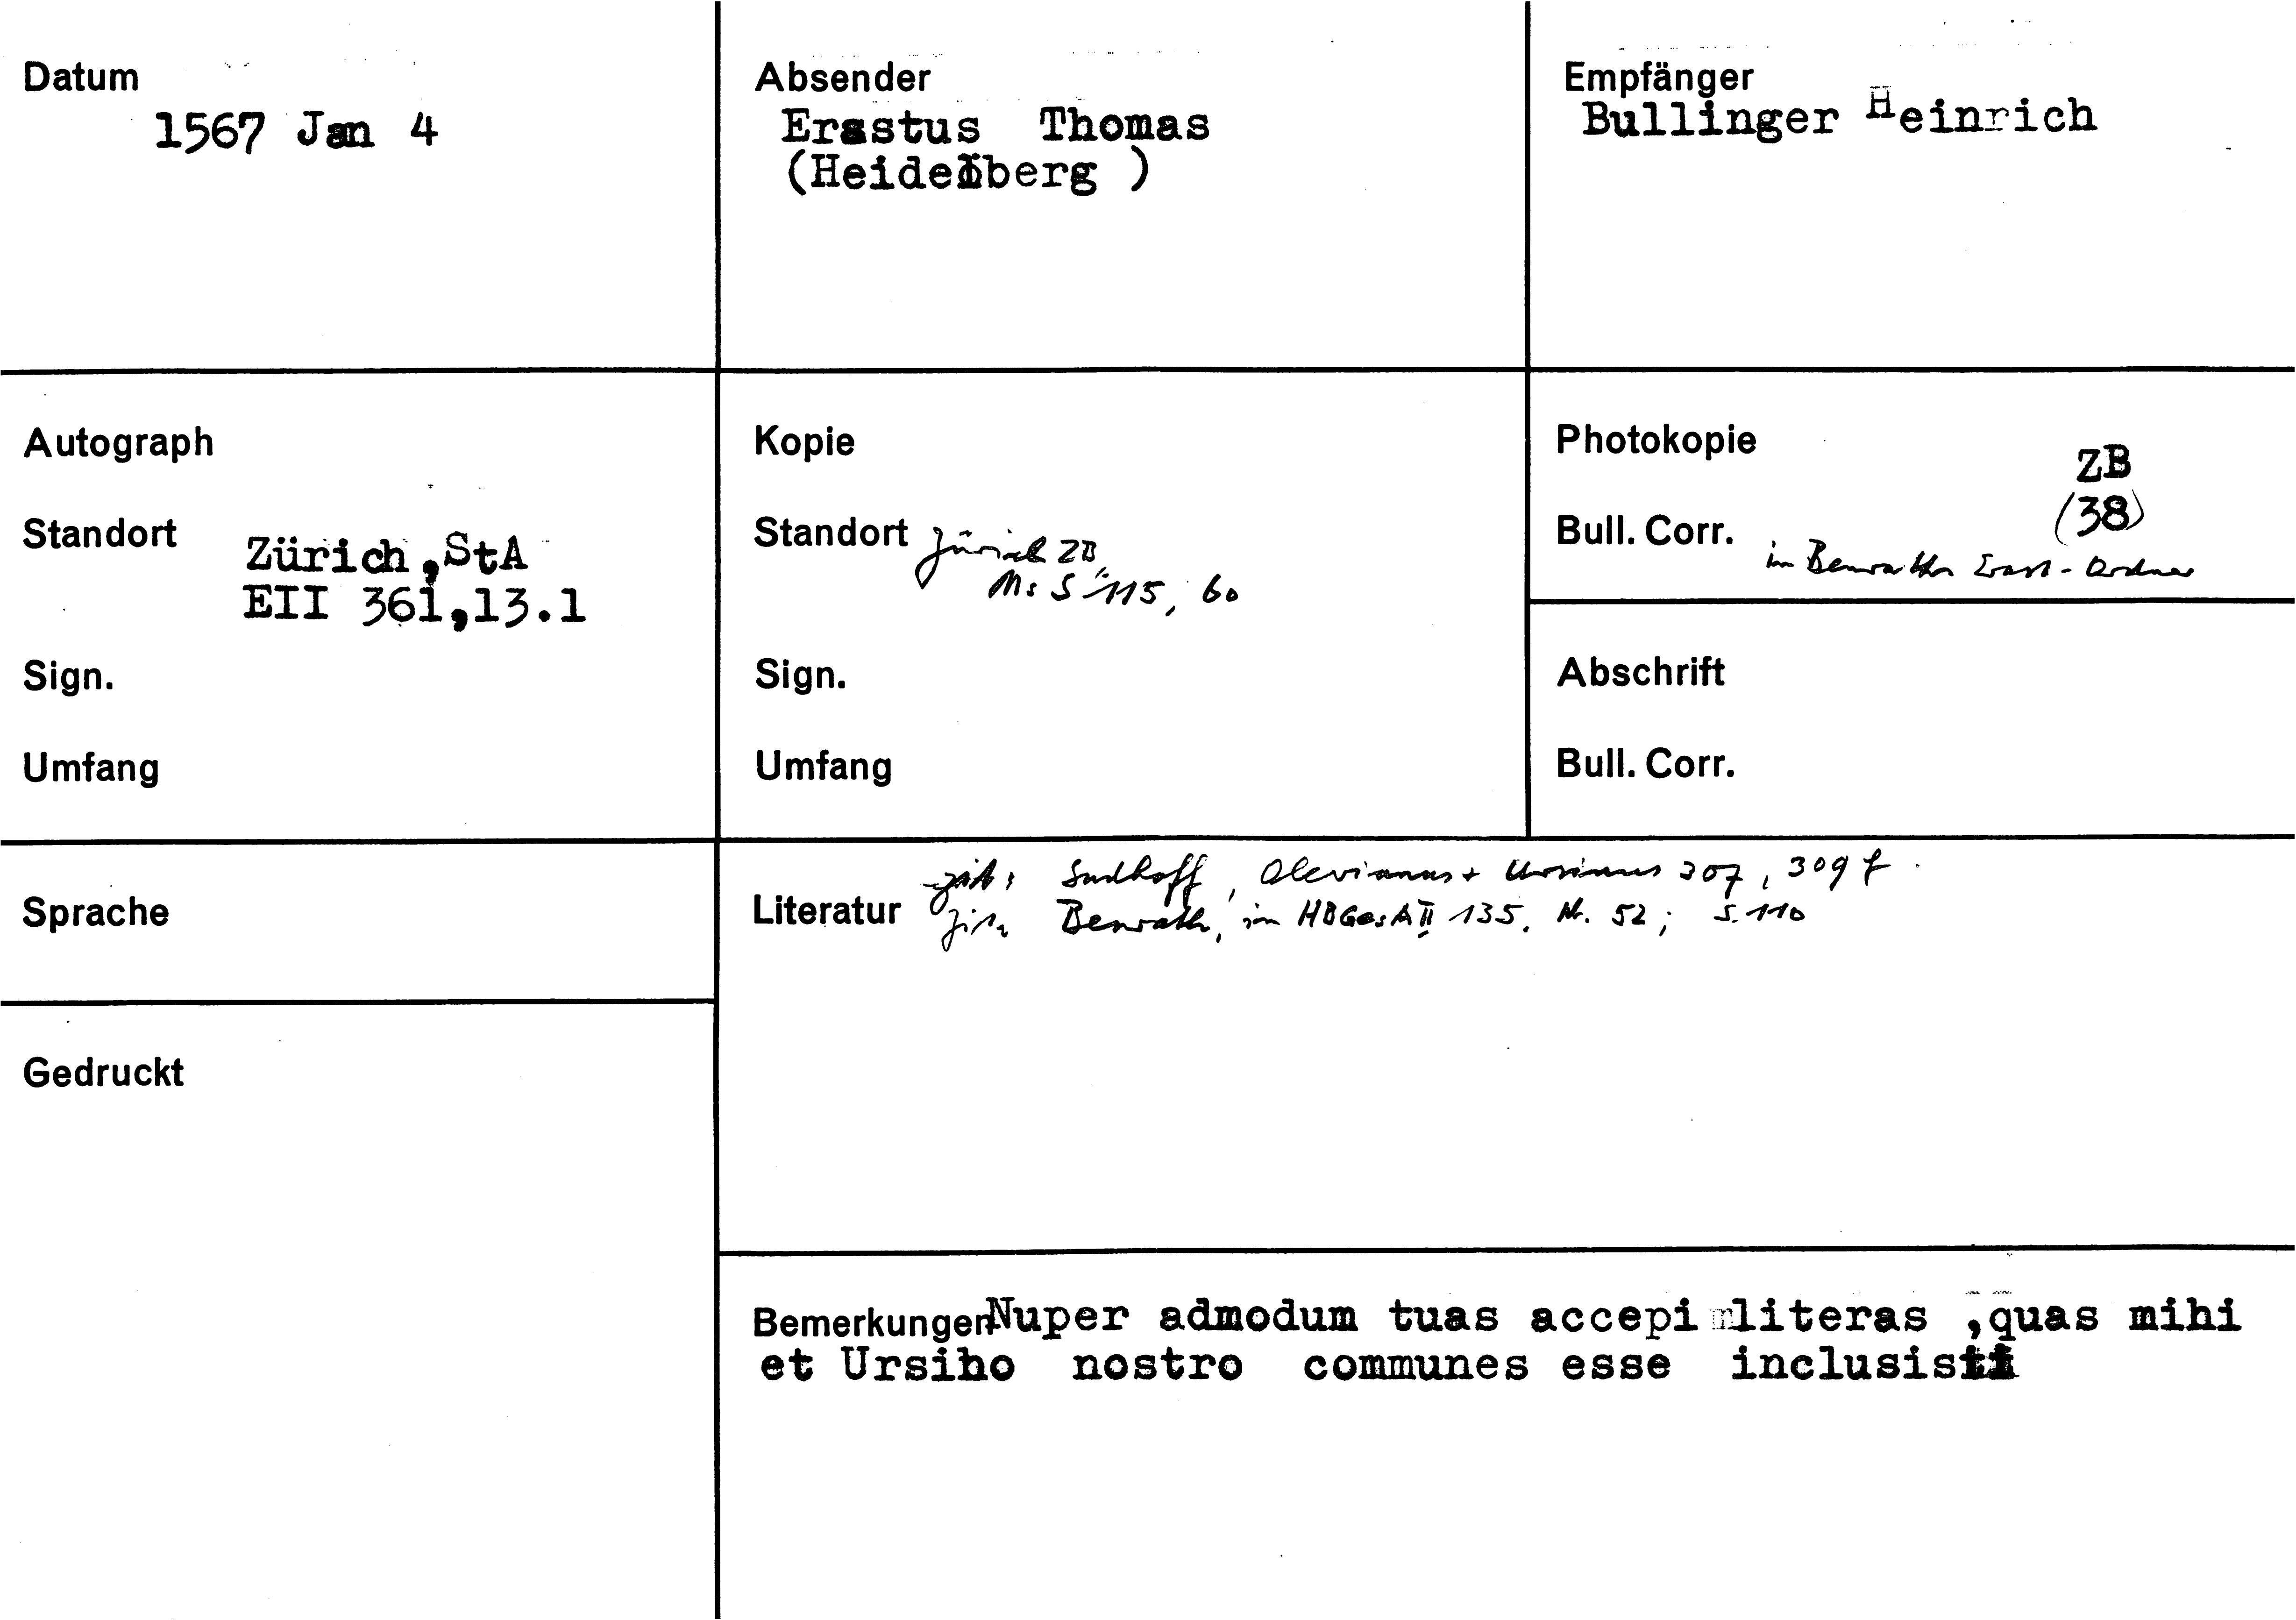 Datum
1567 Jan 4
Absender
Erastus Thomas
(Heidelberg )
Empfänger
Bullinger Heinrich
Autograph
Standort
Zürich,StA
EII 361,13.1
Sign.
Umfang
Kopie
Standort Zürich ZB,
Ms S 115, 60
Sign.
Umfang
Photokopie
ZB
Bull. Corr. (38)
im Benrath Erast-Ordner
Abschrift
Bull. Corr.
Sprache
Gedruckt
zit: Sudhoff, Olevianus + Ursinus 307, 309 f.
Literatur zit. Benrath, in HBGesA II 135, Nr. 52; S. 110
Bemerkungen Nuper admodum tuas accepi literas ,quas mihi
et Ursiho nostro communes esse inclusisti